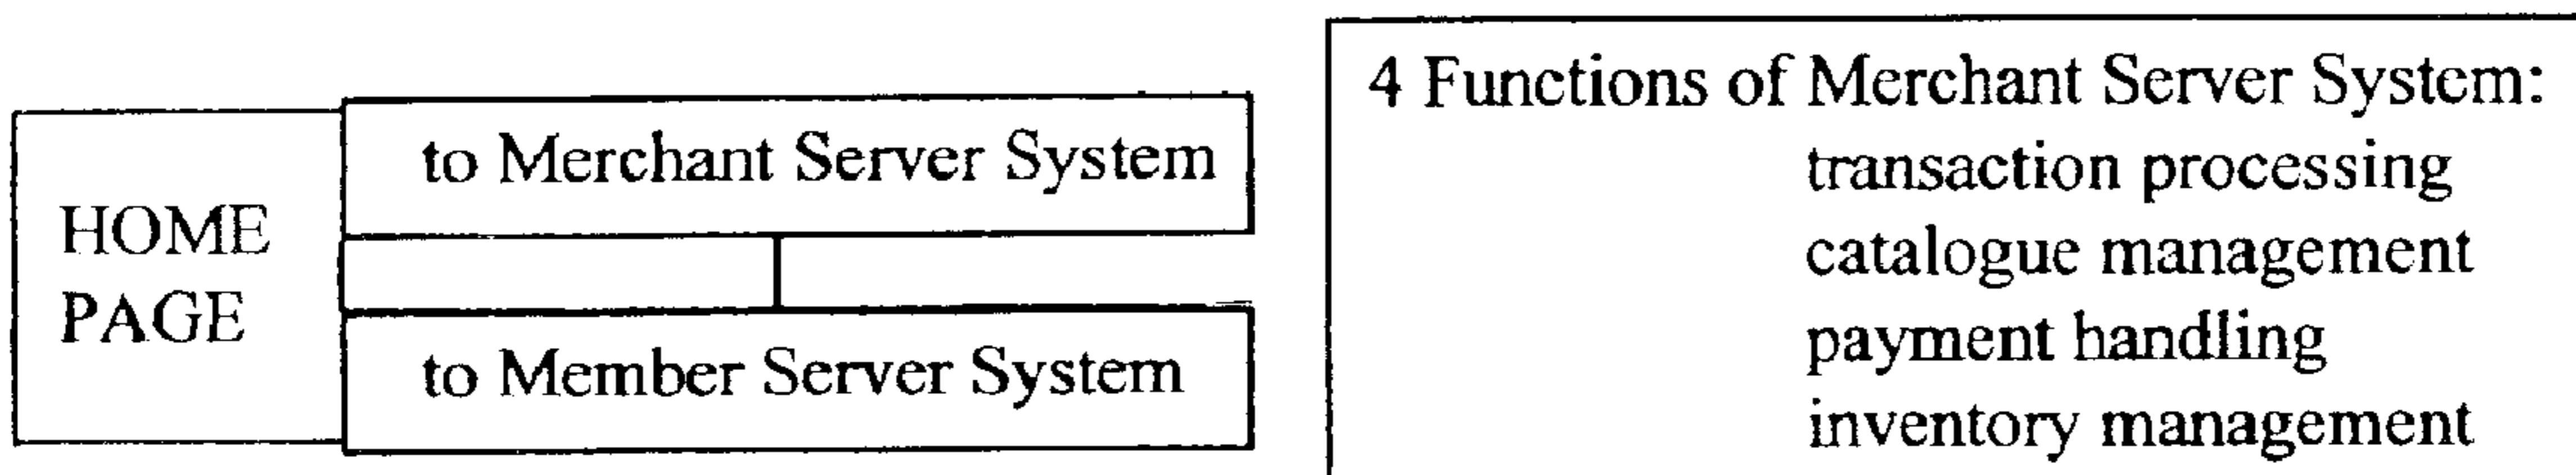 HOME
PAGE
to Merchant Server System
to Member Server System
4 Functions of Merchant Server System:
transaction processing
catalogue management
payment handling
inventory management